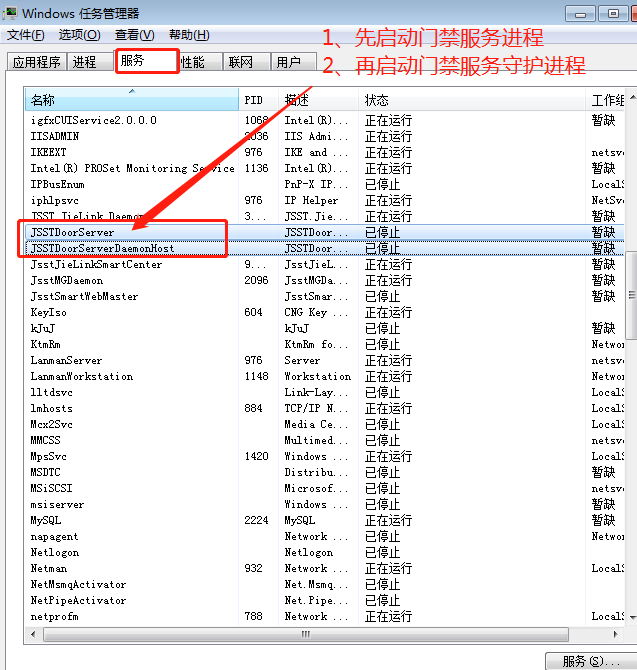 Windows 任务管理器
文件(F) 选项(O) 查看(V) 帮助(H)
1、先启动门禁服务进程
2、再启动门禁服务守护进程
应用程序 进程 服务 性能 联网 用户
名称 PID 描述 状态 工作组
igfxCUIService2.0.0.0 1068 Intel(R)... 正在运行 暂缺
IISADMIN 2036 IIS Admi... 正在运行
IKEEXT 976 IKE and ... 正在运行 netsv
Intel(R) PROSet Monitoring Service 1136 Intel(R)... 正在运行 暂缺
IPBusEnum PnP-X IP... 已停止 LocalS
iphlpsvc 976 IP Helper 正在运行 NetSv
JSST.JieLink.Daemon 3... JSST.Jie... 正在运行 暂缺
JSSTDoorServer JSSTDoor... 已停止 暂缺
JSSTDoorServerDaemonHost JSSTDoor... 已停止 暂缺
JsstJieLinkSmartCenter 9... JsstJieL... 正在运行 暂缺
JsstMGDaemon 2096 JsstMGDa... 正在运行 暂缺
JsstSmartWebMaster JsstSmar... 已停止 暂缺
KeyIso 604 CNG Key ... 正在运行
kJuJ kJuJ 已停止 暂缺
KtmRm KtmRm fo... 已停止 Networ
LanmanServer 976 Server 正在运行 netsv
LanmanWorkstation 1148 Workstation 正在运行 Networ
lltdsvc Link-Lay... 已停止 LocalS
lmhosts 884 TCP/IP N... 正在运行 LocalS
Mcx2Svc Media Ce... 已停止 LocalS
MMCSS Multimed... 已停止 netsv
MpsSvc 1420 Windows ... 正在运行 LocalS
MSDTC Distribu... 已停止 暂缺
MSiSCSI Microsof... 已停止 netsv
msiserver Windows ... 已停止 暂缺
MySQL 2224 MySQL 正在运行 暂缺
napagent Network ... 已停止 Networ
Netlogon Netlogon 已停止 暂缺
Netman 932 Network ... 正在运行 LocalS
NetMsmqActivator Net.Msmq... 已停止 暂缺
NetPipeActivator Net.Pipe... 已停止 暂缺
netprofm 788 Network ... 正在运行 LocalS
服务(S)...